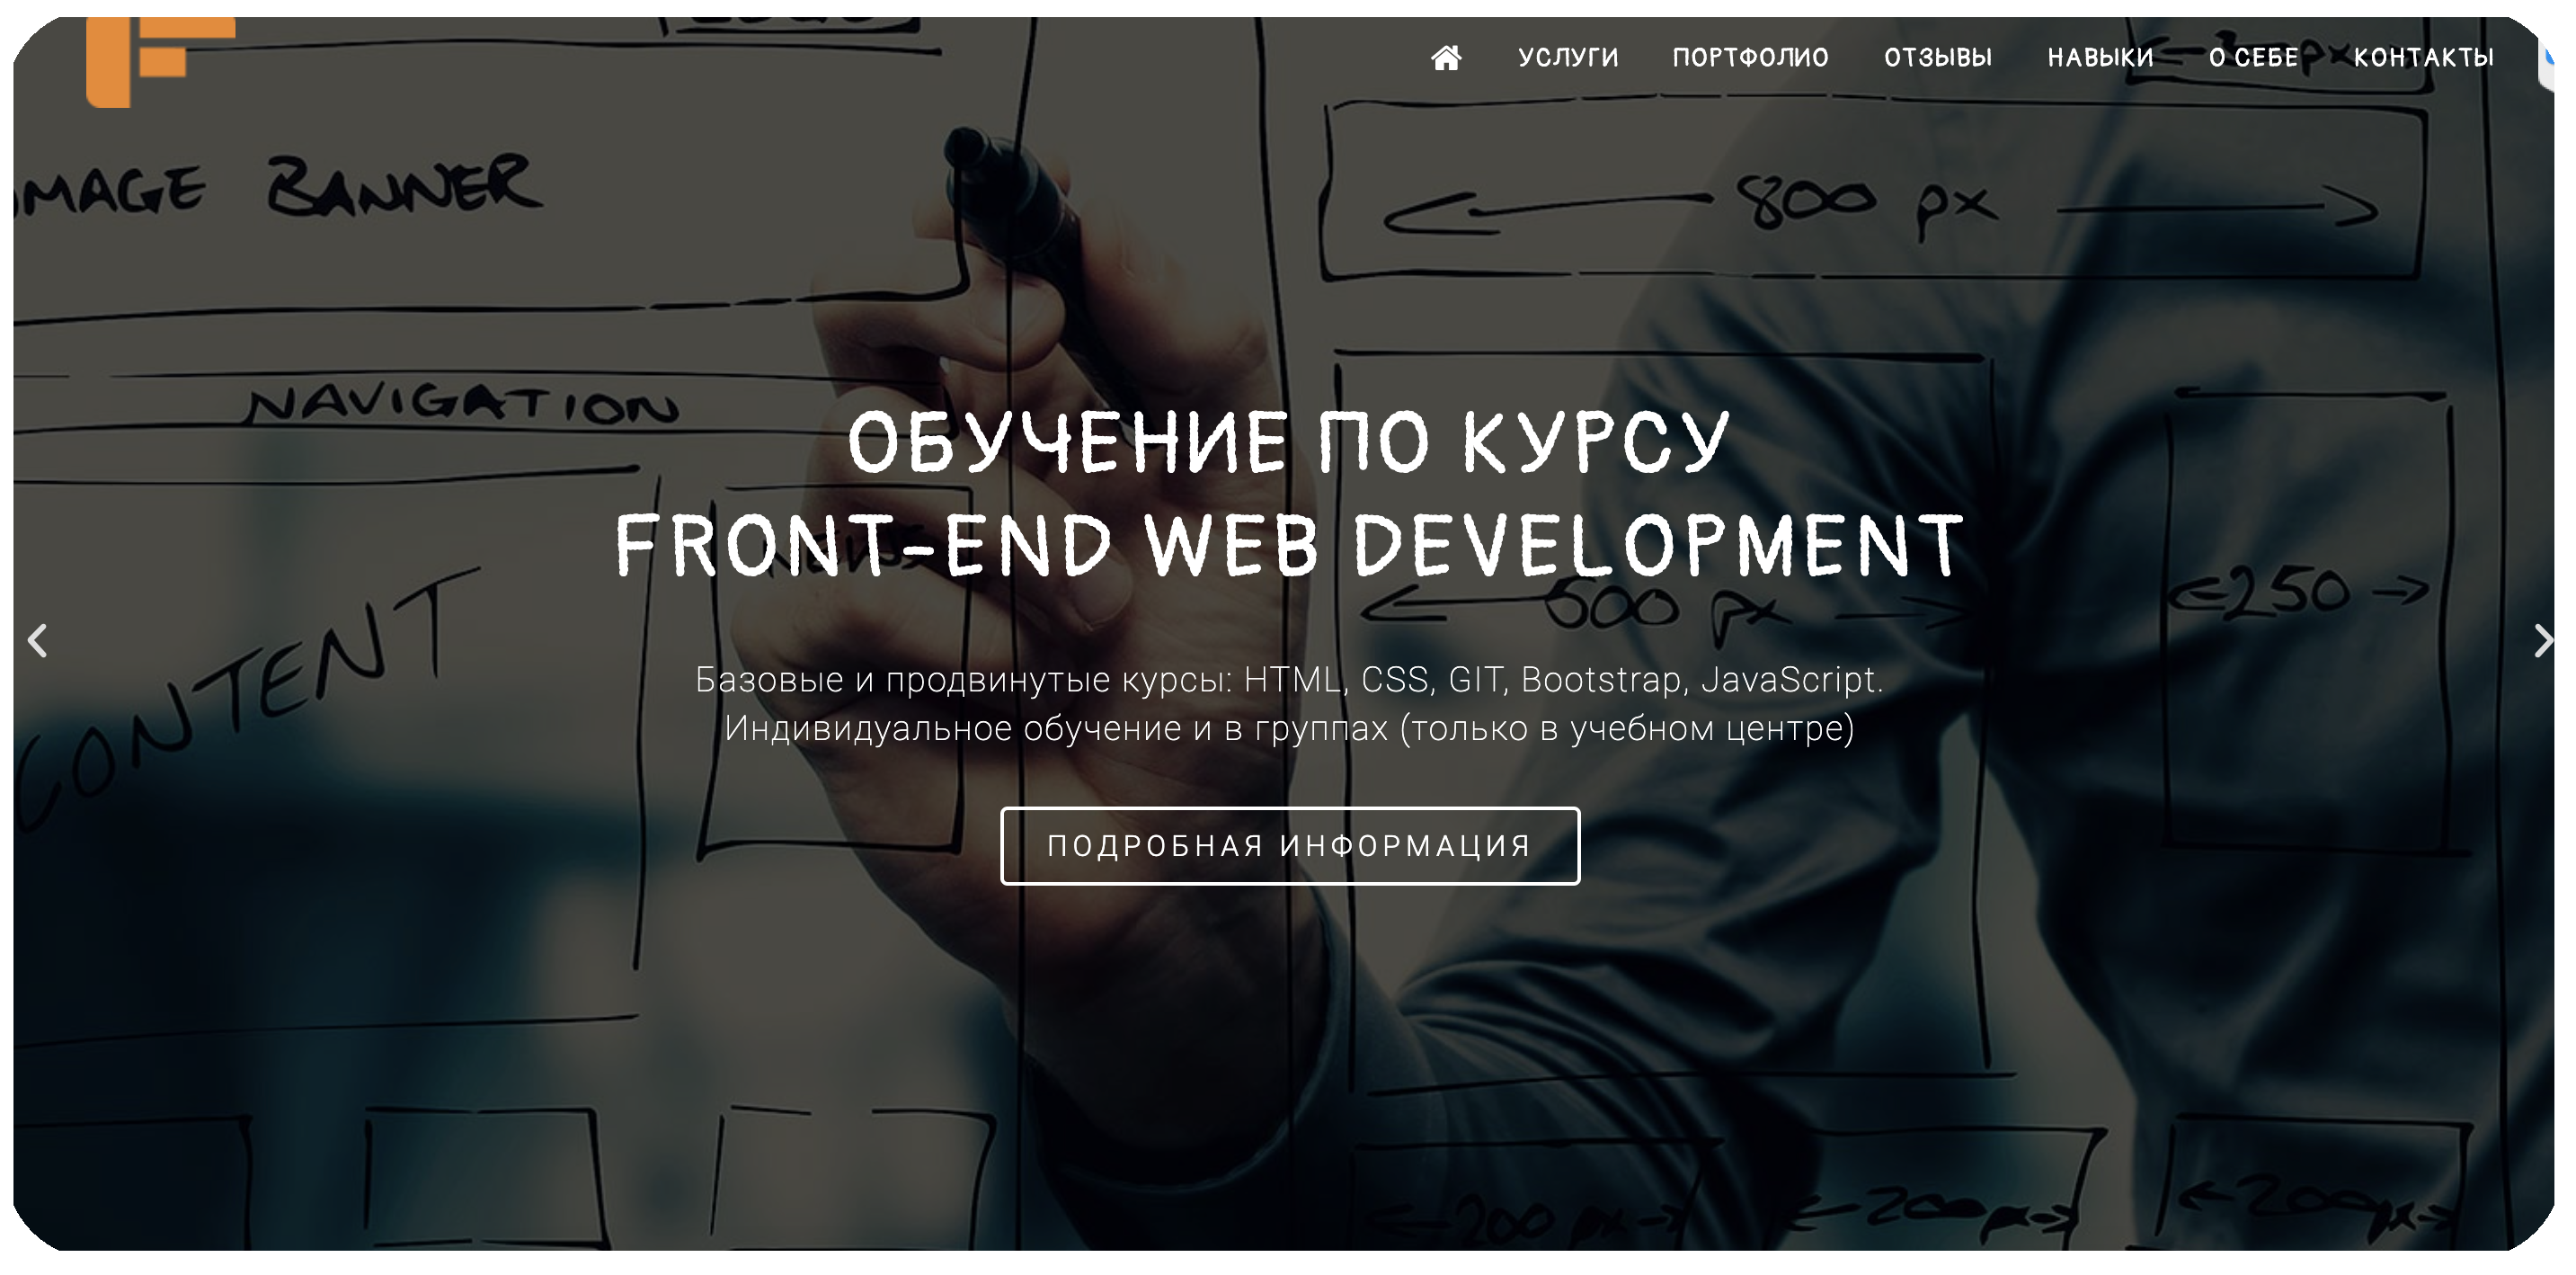 УСЛУГИ ПОРТФОЛИО ОТЗЫВЫ НАВЫКИ О СЕБЕ КОНТАКТЫ
IMAGE BANNER
800 px
NAVIGATION
ОБУЧЕНИЕ ПО КУРСУ
FRONT-END WEB DEVELOPMENT
NEWS
600 px
250
CONTENT
Базовые и продвинутые курсы: HTML, CSS, GIT, Bootstrap, JavaScript.
Индивидуальное обучение и в группах (только в учебном центре)
ПОДРОБНАЯ ИНФОРМАЦИЯ
200 px
200 px
200 px